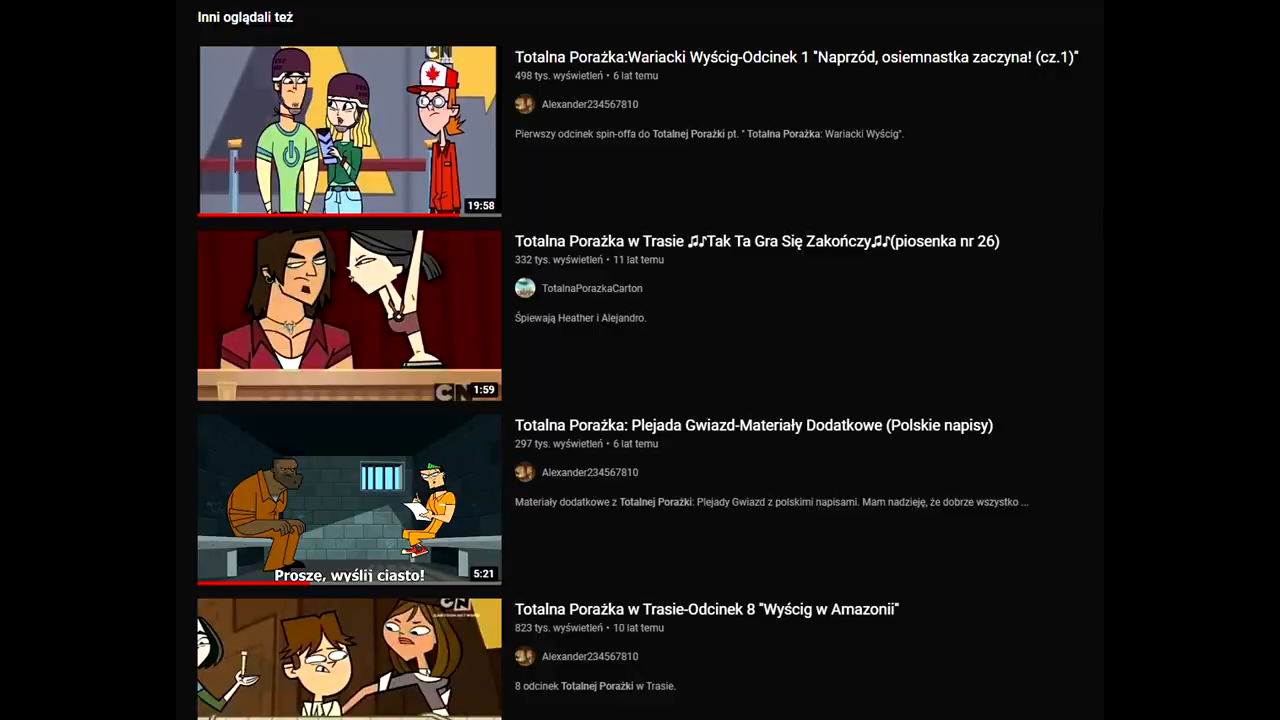 Inni oglądali też
CN
19:58
Totalna Porażka:Wariacki Wyścig-Odcinek 1 "Naprzód, osiemnastka zaczyna! (cz.1)"
498 tys. wyświetleń • 6 lat temu
Alexander234567810
Pierwszy odcinek spin-offa do Totalnej Porażki pt. " Totalna Porażka: Wariacki Wyścig".
CN
1:59
Totalna Porażka w Trasie ♫♪Tak Ta Gra Się Zakończy♫♪(piosenka nr 26)
332 tys. wyświetleń • 11 lat temu
TotalnaPorazkaCarton
Śpiewają Heather i Alejandro.
Proszę, wyślij ciasto!
5:21
Totalna Porażka: Plejada Gwiazd-Materiały Dodatkowe (Polskie napisy)
297 tys. wyświetleń • 6 lat temu
Alexander234567810
Materiały dodatkowe z Totalnej Porażki: Plejady Gwiazd z polskimi napisami. Mam nadzieję, że dobrze wszystko ...
CN
CARTOON NETWORK
Totalna Porażka w Trasie-Odcinek 8 "Wyścig w Amazonii"
823 tys. wyświetleń • 10 lat temu
Alexander234567810
8 odcinek Totalnej Porażki w Trasie.